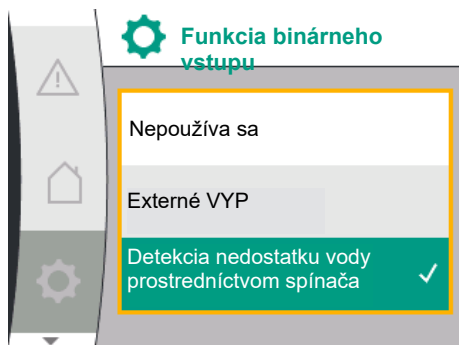 Funkcia binárneho
vstupu
Nepoužíva sa
Externé VYP
Detekcia nedostatku vody
prostredníctvom spínača